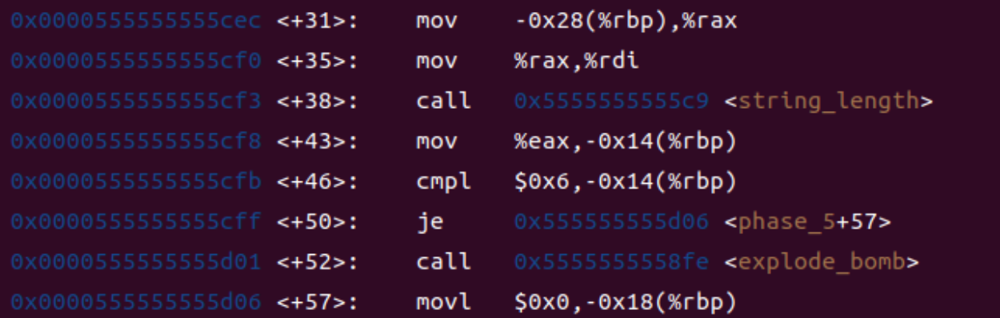 0x0000555555555cec <+31>: mov -0x28(%rbp),%rax
0x0000555555555cf0 <+35>: mov %rax,%rdi
0x0000555555555cf3 <+38>: call 0x5555555555c9 <string_length>
0x0000555555555cf8 <+43>: mov %eax,-0x14(%rbp)
0x0000555555555cfb <+46>: cmpl $0x6,-0x14(%rbp)
0x0000555555555cff <+50>: je 0x555555555d06 <phase_5+57>
0x0000555555555d01 <+52>: call 0x5555555558fe <explode_bomb>
0x0000555555555d06 <+57>: movl $0x0,-0x18(%rbp)